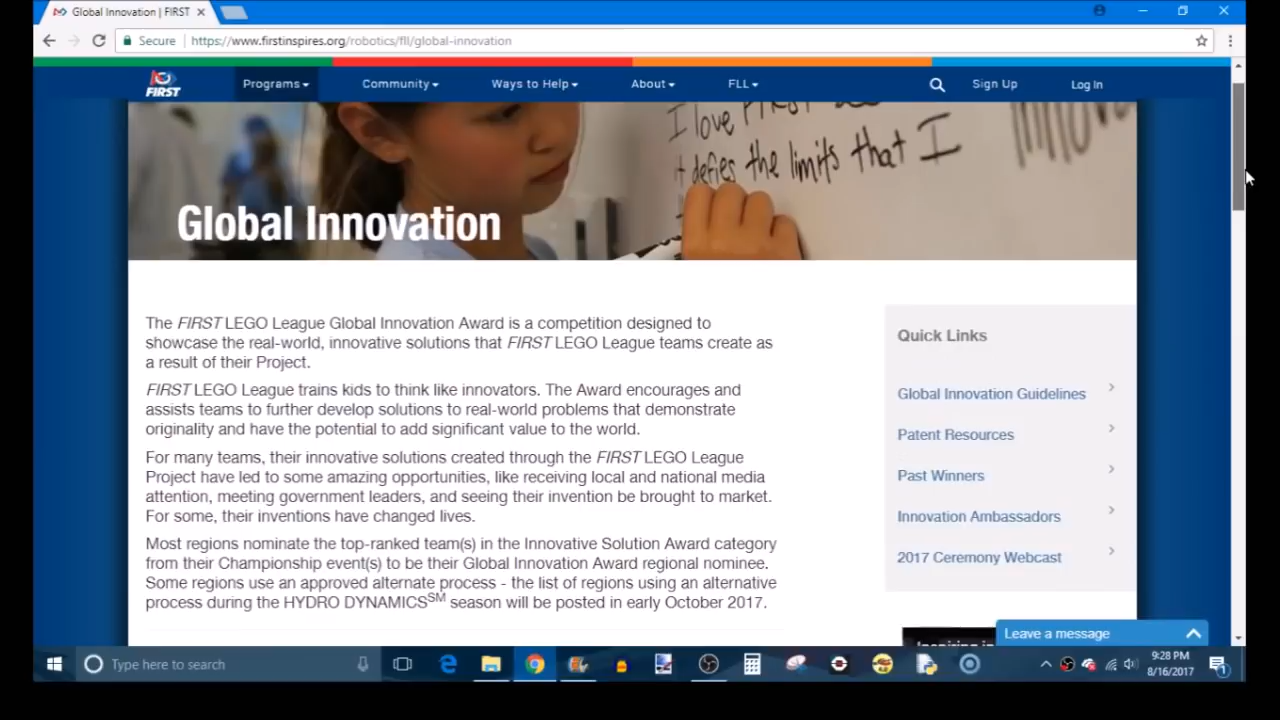 Global Innovation | FIRST
Secure
https://www.firstinspires.org/robotics/fll/global-innovation
FIRST
Programs
Community
Ways to Help
About
FLL
Sign Up
Log In
I love FIRST
it defies the limits that I
Global Innovation
The FIRST LEGO League Global Innovation Award is a competition designed to
showcase the real-world, innovative solutions that FIRST LEGO League teams create as
a result of their Project.
FIRST LEGO League trains kids to think like innovators. The Award encourages and
assists teams to further develop solutions to real-world problems that demonstrate
originality and have the potential to add significant value to the world.
For many teams, their innovative solutions created through the FIRST LEGO League
Project have led to some amazing opportunities, like receiving local and national media
attention, meeting government leaders, and seeing their invention be brought to market.
For some, their inventions have changed lives.
Most regions nominate the top-ranked team(s) in the Innovative Solution Award category
from their Championship event(s) to be their Global Innovation Award regional nominee.
Some regions use an approved alternate process - the list of regions using an alternative
process during the HYDRO DYNAMICS℠ season will be posted in early October 2017.
Quick Links
Global Innovation Guidelines
Patent Resources
Past Winners
Innovation Ambassadors
2017 Ceremony Webcast
Leave a message
Type here to search
9:28 PM
8/16/2017
1